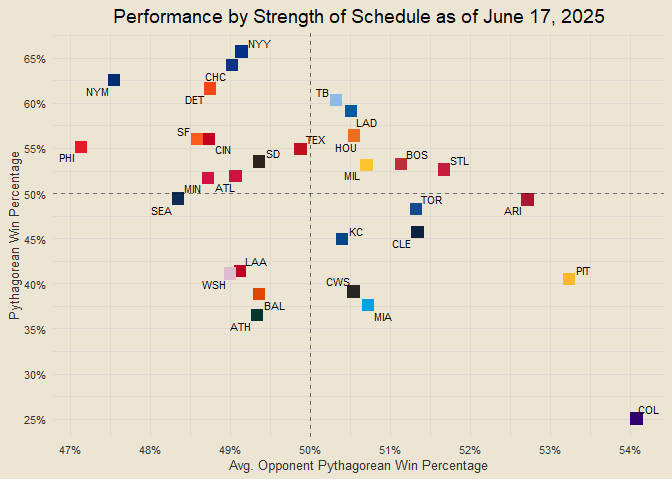 Performance by Strength of Schedule as of June 17, 2025
NYY
65%
CHC
NYM
DET
TB
60%
LAD
SF
CIN
TEX
HOU
55%
PHI
SD
BOS
STL
MIL
MIN
ATL
50%
SEA
TOR
ARI
KC
CLE
45%
LAA
WSH
CWS
PIT
40%
BAL
MIA
ATH
35%
30%
COL
25%
47%
48%
49%
50%
51%
52%
53%
54%
Avg. Opponent Pythagorean Win Percentage
Pythagorean Win Percentage